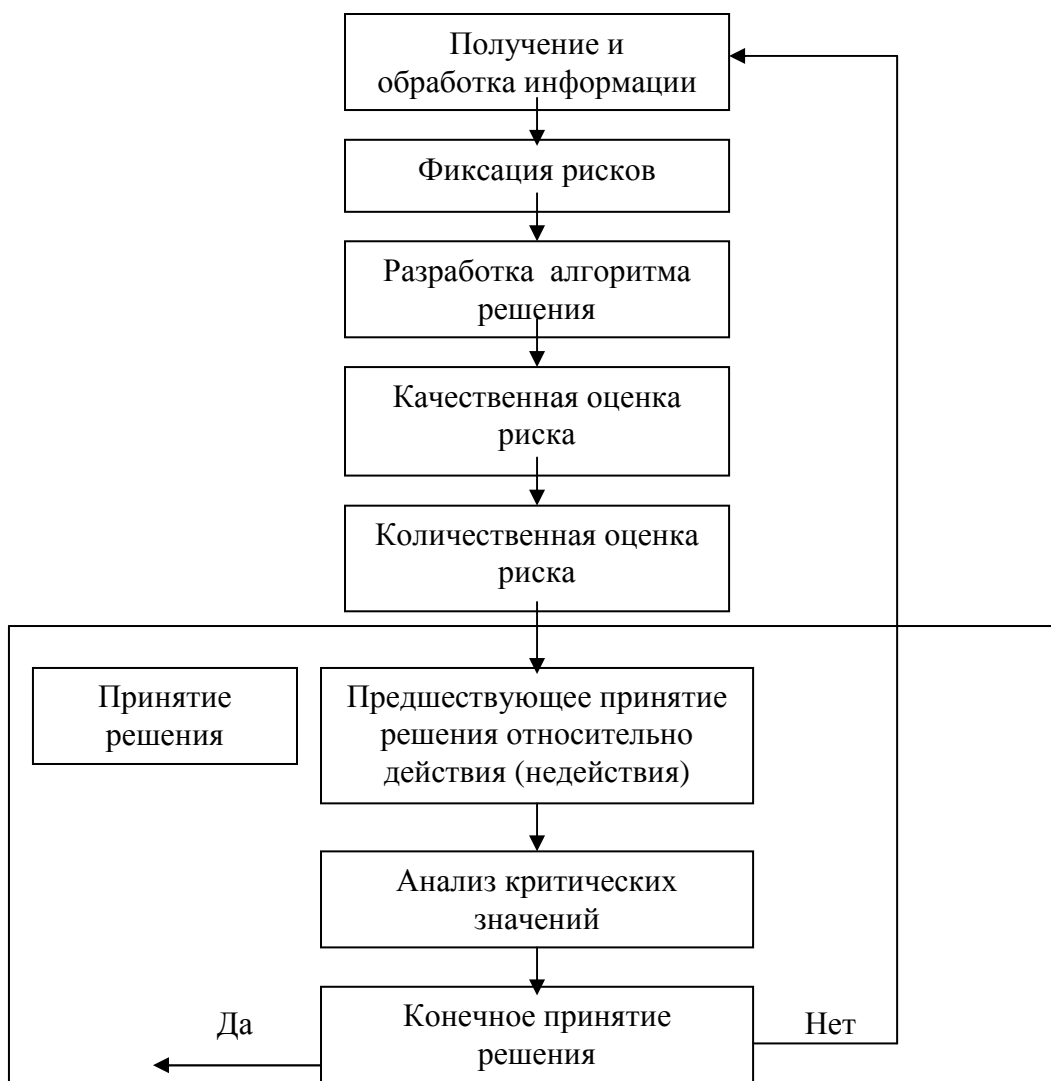 Получение и
обработка информации
Фиксация рисков
Разработка алгоритма
решения
Качественная оценка
риска
Количественная оценка
риска
Принятие
решения
Предшествующее принятие
решения относительно
действия (недействия)
Анализ критических
значений
Да
Конечное принятие
решения
Нет